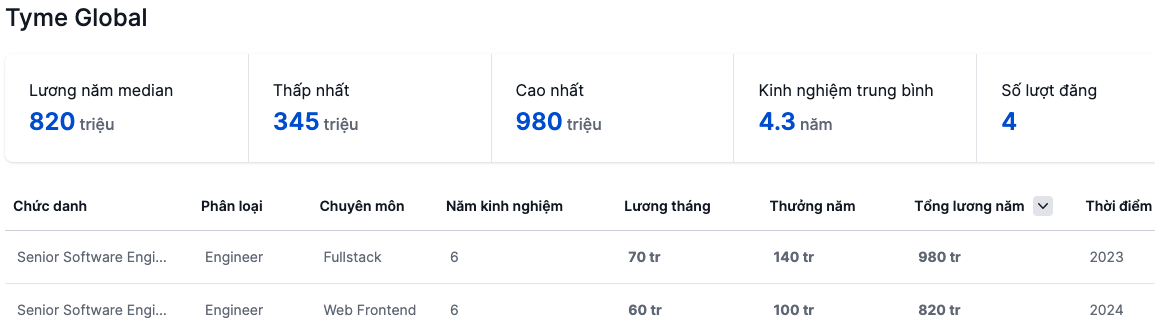 Tyme Global
Lương năm median
820 triệu
Thấp nhất
345 triệu
Cao nhất
980 triệu
Kinh nghiệm trung bình
4.3 năm
Số lượt đăng
4
Chức danh Phân loại Chuyên môn Năm kinh nghiệm Lương tháng Thưởng năm Tổng lương năm Thời điểm
Senior Software Engi... Engineer Fullstack 6 70 tr 140 tr 980 tr 2023
Senior Software Engi... Engineer Web Frontend 6 60 tr 100 tr 820 tr 2024